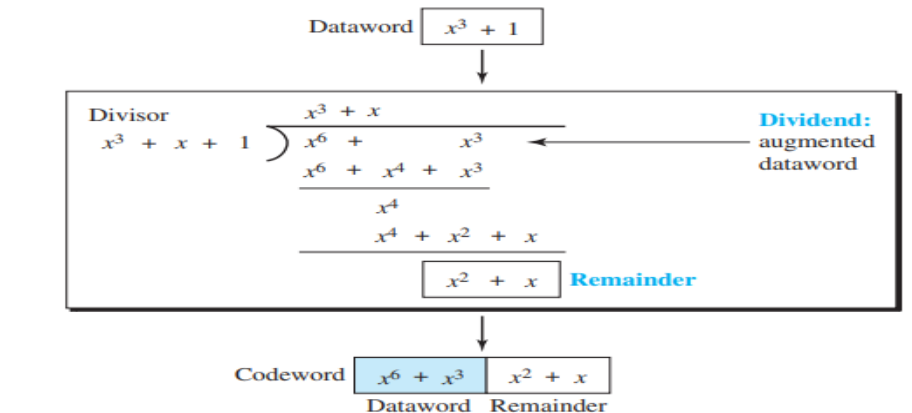 Dataword x³ + 1
Divisor x³ + x
Dividend:
x³ + x + 1 x⁶ + x³ augmented
dataword
x⁶ + x⁴ + x³
x⁴
x⁴ + x² + x
x² + x Remainder
Codeword x⁶ + x³ x² + x
Dataword Remainder